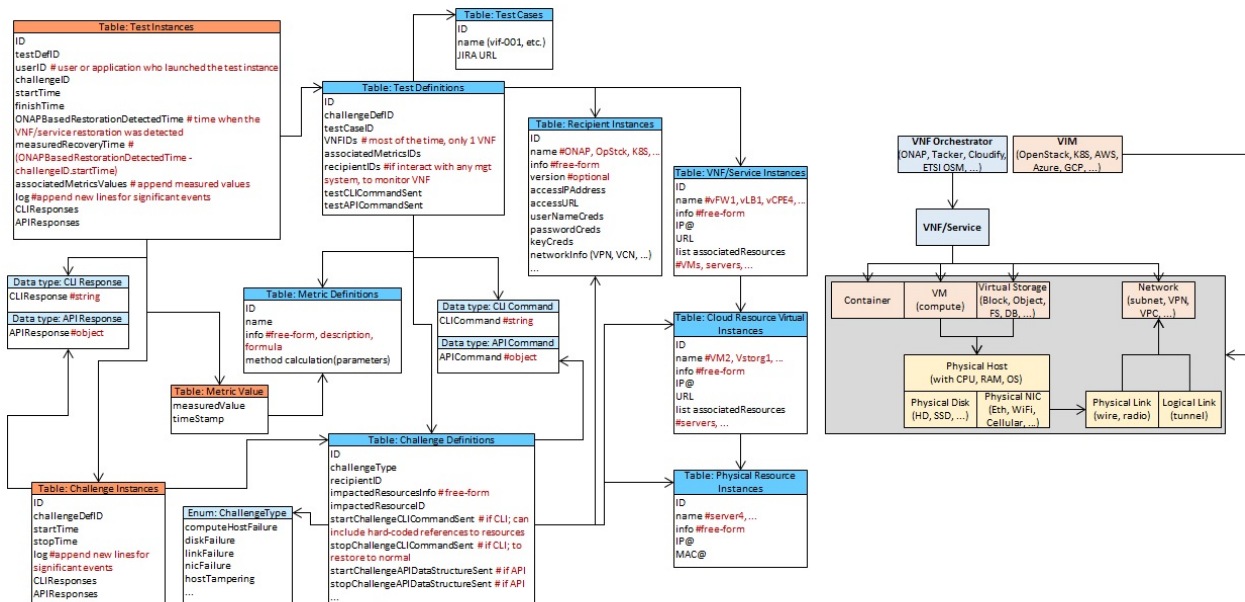 Table: Test Instances
ID
testDefID
userID # user or application who launched the test instance
challengeID
startTime
finishTime
ONAPBasedRestorationDetectedTime # time when the
VNF/service restoration was detected
measuredRecoveryTime #
(ONAPBasedRestorationDetectedTime -
challengeID.startTime)
associatedMetricsValues # append measured values
log #append new lines for significant events
CLIResponses
APIResponses
Table: Test Cases
ID
name (vif-001, etc.)
JIRA URL
Table: Test Definitions
ID
challengeDefID
testCaseID
VNFIDs # most of the time, only 1 VNF
associatedMetricsIDs
recipientIDs #if interact with any mgt
system, to monitor VNF
testCLICommandSent
testAPICommandSent
Table: Recipient Instances
ID
name #ONAP, OpStck, K8S, ...
info #free-form
version #optional
accessIPAddress
accessURL
userNameCreds
passwordCreds
keyCreds
networkInfo (VPN, VCN, ...)
...
Table: VNF/Service Instances
ID
name #vFW1, vLB1, vCPE4, ...
info #free-form
IP@
URL
list associatedResources
#VMs, servers, ...
VNF Orchestrator
(ONAP, Tacker, Cloudify,
ETSI OSM, ...)
VIM
(OpenStack, K8S, AWS,
Azure, GCP, ...)
VNF/Service
Container
VM
(compute)
Virtual Storage
(Block, Object,
FS, DB, ...)
Network
(subnet, VPN,
VPC, ...)
Physical Host
(with CPU, RAM, OS)
Physical Disk
(HD, SSD, ...)
Physical NIC
(Eth, WiFi,
Cellular, ...)
Physical Link
(wire, radio)
Logical Link
(tunnel)
Data type: CLI Response
CLIResponse #string
Data type: API Response
APIResponse #object
Table: Metric Definitions
ID
name
info #free-form, description,
formula
method calculation(parameters)
Data type: CLI Command
CLICommand #string
Data type: API Command
APICommand #object
Table: Cloud Resource Virtual
Instances
ID
name #VM2, Vstorg1, ...
info #free-form
IP@
URL
list associatedResources
#servers, ...
Table: Metric Value
measuredValue
timeStamp
Table: Challenge Instances
ID
challengeDefID
startTime
stopTime
log #append new lines for
significant events
CLIResponses
APIResponses
Enum: ChallengeType
computeHostFailure
diskFailure
linkFailure
nicFailure
hostTampering
...
Table: Challenge Definitions
ID
challengeType
recipientID
impactedResourcesInfo #free-form
impactedResourceID
startChallengeCLICommandSent # if CLI; can
include hard-coded references to resources
stopChallengeCLICommandSent # if CLI; to
restore to normal
startChallengeAPIDataStructureSent # if API
stopChallengeAPIDataStructureSent # if API
...
Table: Physical Resource
Instances
ID
name #server4, ...
info #free-form
IP@
MAC@